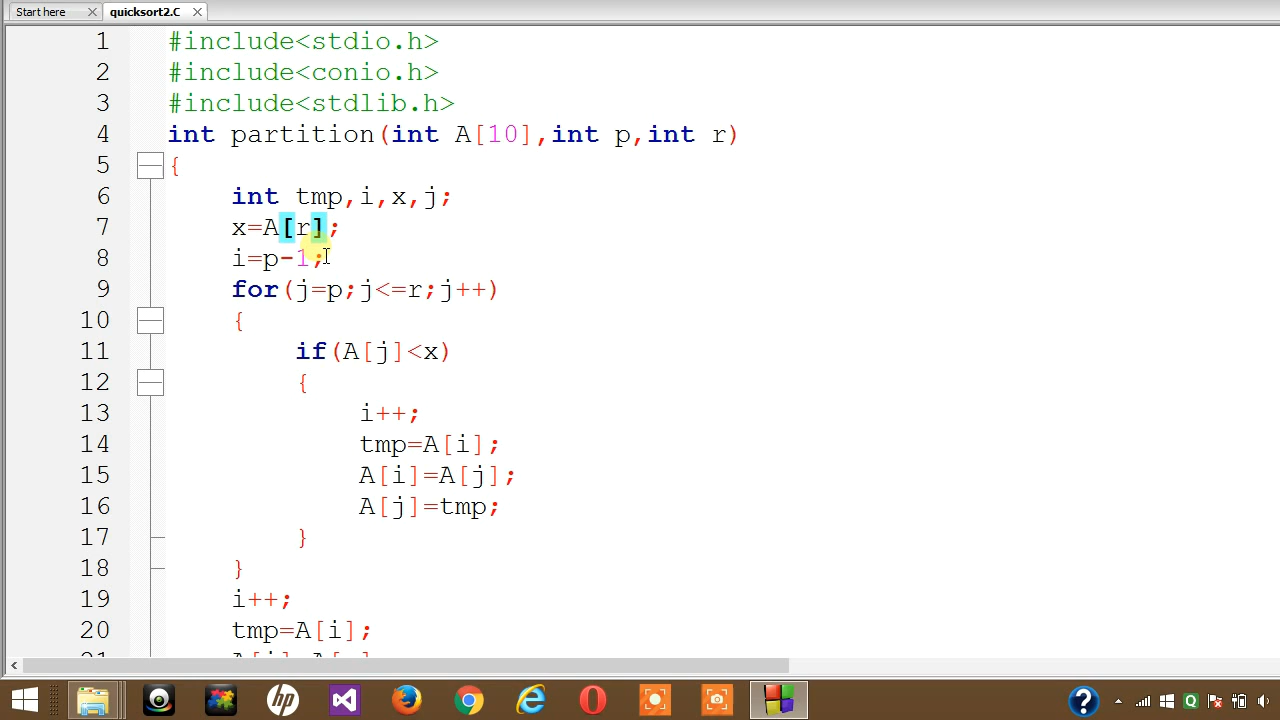 Start here
quicksort2.C
1 #include<stdio.h>
2 #include<conio.h>
3 #include<stdlib.h>
4 int partition(int A[10],int p,int r)
5 {
6 int tmp,i,x,j;
7 x=A[r];
8 i=p-1;
9 for(j=p;j<=r;j++)
10 {
11 if(A[j]<x)
12 {
13 i++;
14 tmp=A[i];
15 A[i]=A[j];
16 A[j]=tmp;
17 }
18 }
19 i++;
20 tmp=A[i];